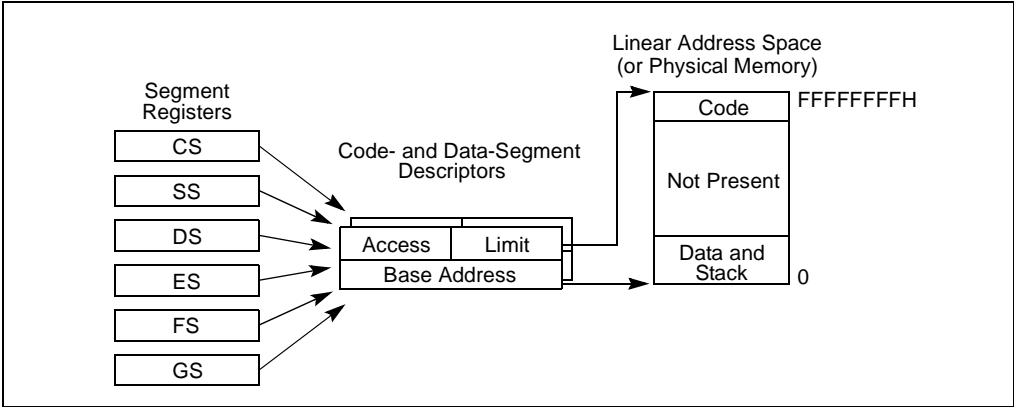 Linear Address Space
(or Physical Memory)
Segment
Registers
CS
SS
DS
ES
FS
GS
Code- and Data-Segment
Descriptors
Access
Limit
Base Address
Code
FFFFFFFFH
Not Present
Data and
Stack
0